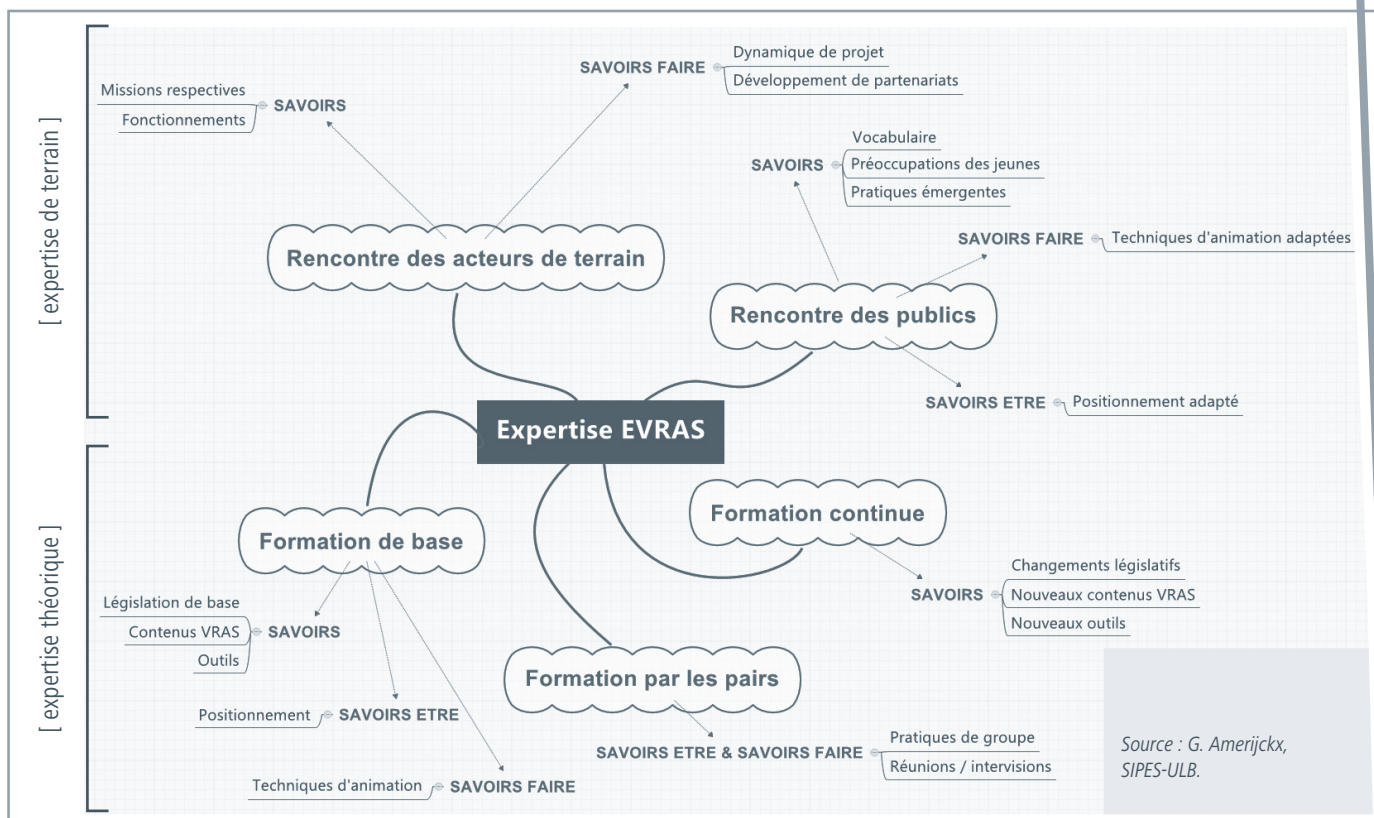 [ expertise de terrain ]
SAVOIRS FAIRE
Dynamique de projet
Développement de partenariats
Missions respectives
Fonctionnements
SAVOIRS
Rencontre des acteurs de terrain
SAVOIRS
Vocabulaire
Préoccupations des jeunes
Pratiques émergentes
SAVOIRS FAIRE
Techniques d'animation adaptées
Rencontre des publics
SAVOIRS ETRE
Positionnement adapté
Expertise EVRAS
[ expertise théorique ]
Formation de base
Législation de base
Contenus VRAS
Outils
SAVOIRS
Positionnement
SAVOIRS ETRE
Techniques d'animation
SAVOIRS FAIRE
Formation continue
SAVOIRS
Changements législatifs
Nouveaux contenus VRAS
Nouveaux outils
Formation par les pairs
SAVOIRS ETRE & SAVOIRS FAIRE
Pratiques de groupe
Réunions / intervisions
Source : G. Amerijckx,
SIPES-ULB.